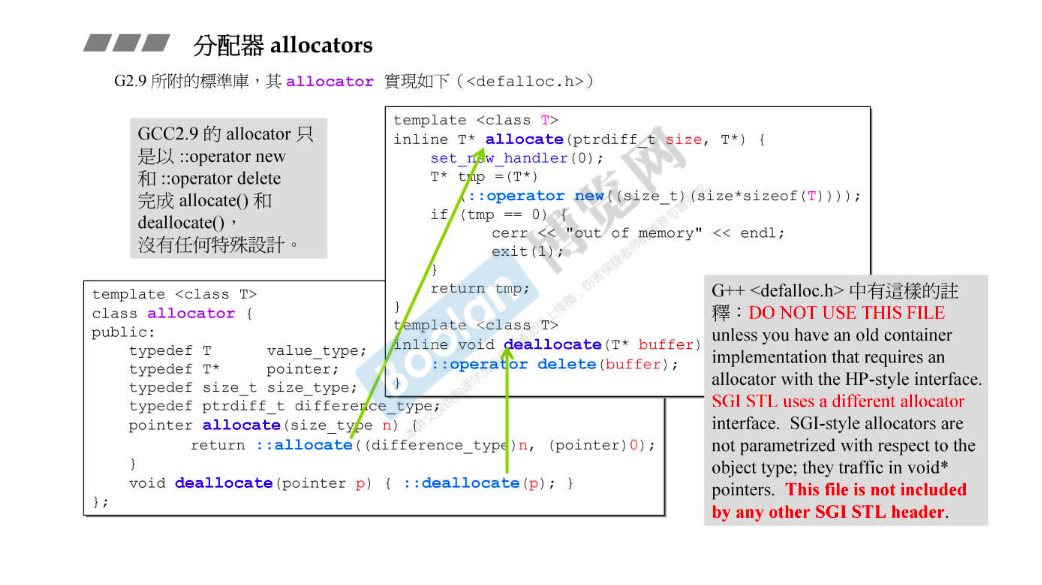 分配器 allocators
G2.9 所附的標準庫，其 allocator 實現如下（<defalloc.h>）
GCC2.9 的 allocator 只
是以 ::operator new
和 ::operator delete
完成 allocate() 和
deallocate()，
沒有任何特殊設計。
template <class T>
inline T* allocate(ptrdiff_t size, T*) {
set_new_handler(0);
T* tmp =(T*)
(::operator new((size_t)(size*sizeof(T))));
if (tmp == 0) {
cerr << "out of memory" << endl;
exit(1);
}
return tmp;
}
template <class T>
inline void deallocate(T* buffer)
::operator delete(buffer);
}
template <class T>
class allocator {
public:
typedef T value_type;
typedef T* pointer;
typedef size_t size_type;
typedef ptrdiff_t difference_type;
pointer allocate(size_type n) {
return ::allocate((difference_type)n, (pointer)0);
}
void deallocate(pointer p) { ::deallocate(p); }
};
G++ <defalloc.h> 中有這樣的註
釋：DO NOT USE THIS FILE
unless you have an old container
implementation that requires an
allocator with the HP-style interface.
SGI STL uses a different allocator
interface. SGI-style allocators are
not parametrized with respect to the
object type; they traffic in void*
pointers. This file is not included
by any other SGI STL header.
Boolan 博览网